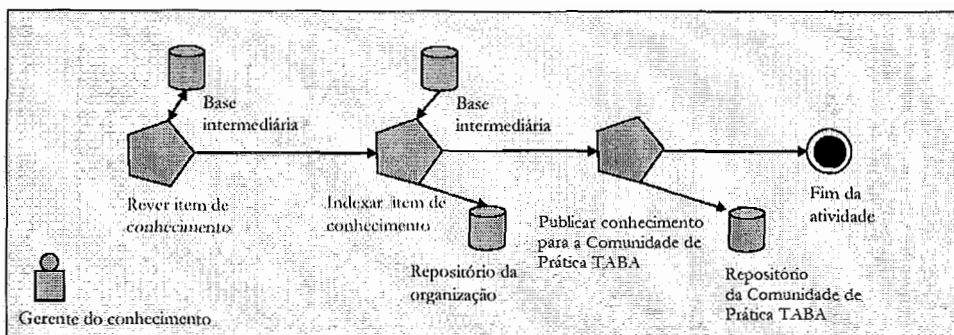 Base
intermediária
Base
intermediária
Rever item de
conhecimento
Indexar item de
conhecimento
Publicar conhecimento
para a Comunidade de
Prática TABA
Fim da
atividade
Repositório da
organização
Repositório
da Comunidade de
Prática TABA
Gerente do conhecimento